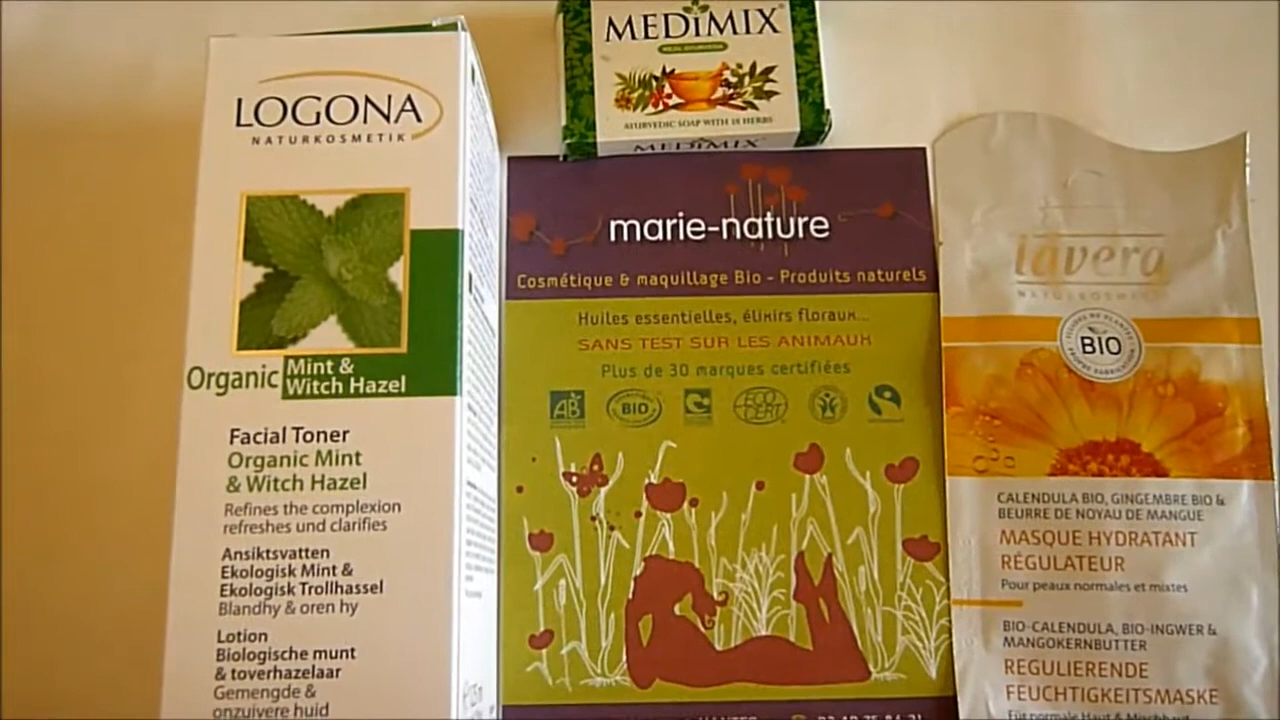 LOGONA
NATURKOSMETIK
Organic Mint &
Witch Hazel
Facial Toner
Organic Mint
& Witch Hazel
Refines the complexion
refreshes und clarifies
Ansiktsvatten
Ekologisk Mint &
Ekologisk Trollhassel
Blandhy & oren hy
Lotion
Biologische munt
& toverhazelaar
Gemengde &
onzuivere huid
MEDIMIX
AYURVEDIC SOAP WITH 18 HERBS
MEDIMIX
marie-nature
Cosmétique & maquillage Bio - Produits naturels
Huiles essentielles, élixirs floraux...
SANS TEST SUR LES ANIMAUX
Plus de 30 marques certifiées
AB
BIO
ECO
CERT
lavera
NATURKOSMETIK
BIO
CALENDULA BIO, GINGEMBRE BIO &
BEURRE DE NOYAU DE MANGUE
MASQUE HYDRATANT
RÉGULATEUR
Pour peaux normales et mixtes
BIO-CALENDULA, BIO-INGWER &
MANGOKERNBUTTER
REGULIERENDE
FEUCHTIGKEITSMASKE